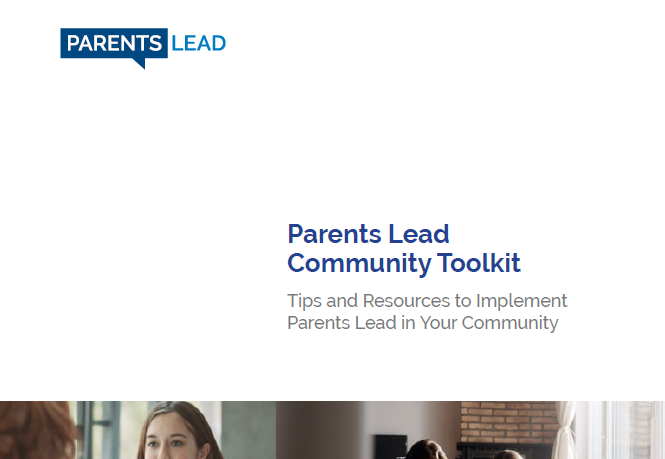 PARENTS LEAD
Parents Lead
Community Toolkit
Tips and Resources to Implement
Parents Lead in Your Community